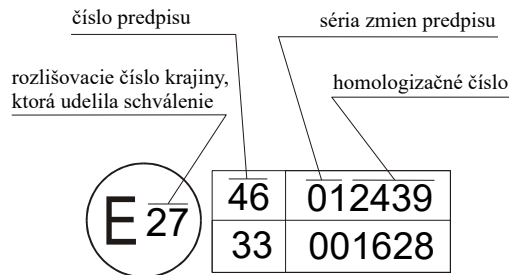 číslo predpisu
séria zmien predpisu
rozlišovacie číslo krajiny,
ktorá udelila schválenie
homologizačné číslo
E 27
46 012439
33 001628